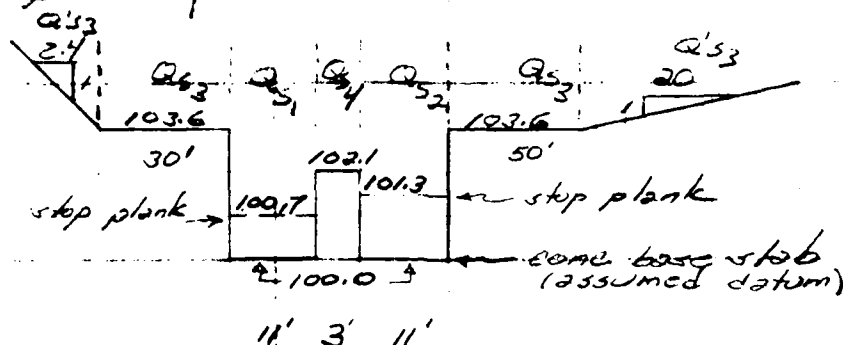 Q's3 Q's3
2.4 1 Qs3 Qs1 Qs4 Qs2 Qs3 20 1
103.6 103.6
30' 102.1 50'
101.3
stop plank 100.7 stop plank
100.0 conc base slab
(assumed datum)
11' 3' 11'